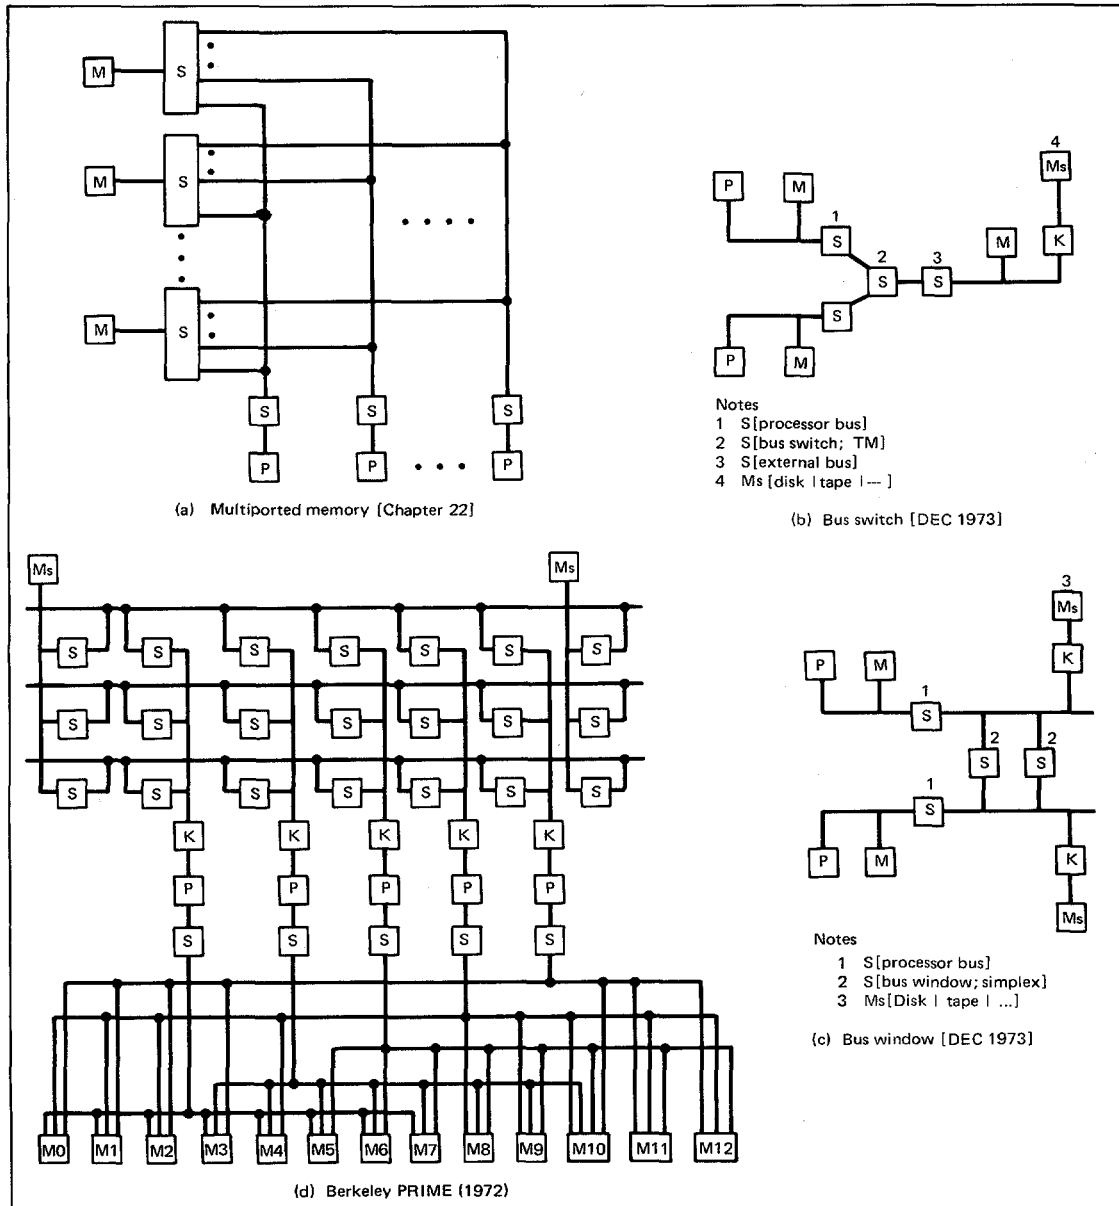 M
S
M
S
M
S
S
S
S
P
P
P
(a) Multiported memory [Chapter 22]
4
Ms
P
M
1
S
2
S
3
S
M
K
S
P
M
Notes
1 S[processor bus]
2 S[bus switch; TM]
3 S[external bus]
4 Ms [disk | tape | --- ]
(b) Bus switch [DEC 1973]
Ms
Ms
S S S S S S S
S S S S S S S
S S S S S S S
K K K K K
P P P P P
S S S S S
M0 M1 M2 M3 M4 M5 M6 M7 M8 M9 M10 M11 M12
(d) Berkeley PRIME (1972)
3
Ms
K
P
M
1
S
2
S
2
S
1
S
P
M
K
Ms
Notes
1 S[processor bus]
2 S[bus window; simplex]
3 Ms[Disk | tape | ...]
(c) Bus window [DEC 1973]